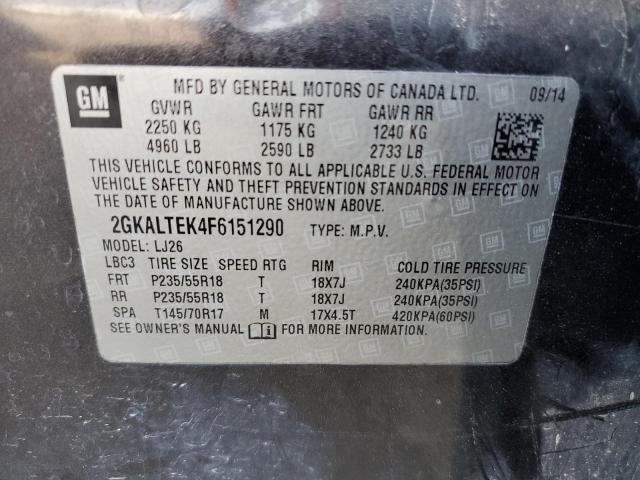 GM
MFD BY GENERAL MOTORS OF CANADA LTD. 09/14
GVWR GAWR FRT GAWR RR
2250 KG 1175 KG 1240 KG
4960 LB 2590 LB 2733 LB
THIS VEHICLE CONFORMS TO ALL APPLICABLE U.S. FEDERAL MOTOR
VEHICLE SAFETY AND THEFT PREVENTION STANDARDS IN EFFECT ON
THE DATE OF MANUFACTURE SHOWN ABOVE.
2GKALTEK4F6151290 TYPE: M.P.V.
MODEL: LJ26
LBC3 TIRE SIZE SPEED RTG RIM COLD TIRE PRESSURE
FRT P235/55R18 T 18X7J 240KPA(35PSI)
RR P235/55R18 T 18X7J 240KPA(35PSI)
SPA T145/70R17 M 17X4.5T 420KPA(60PSI)
SEE OWNER'S MANUAL FOR MORE INFORMATION.